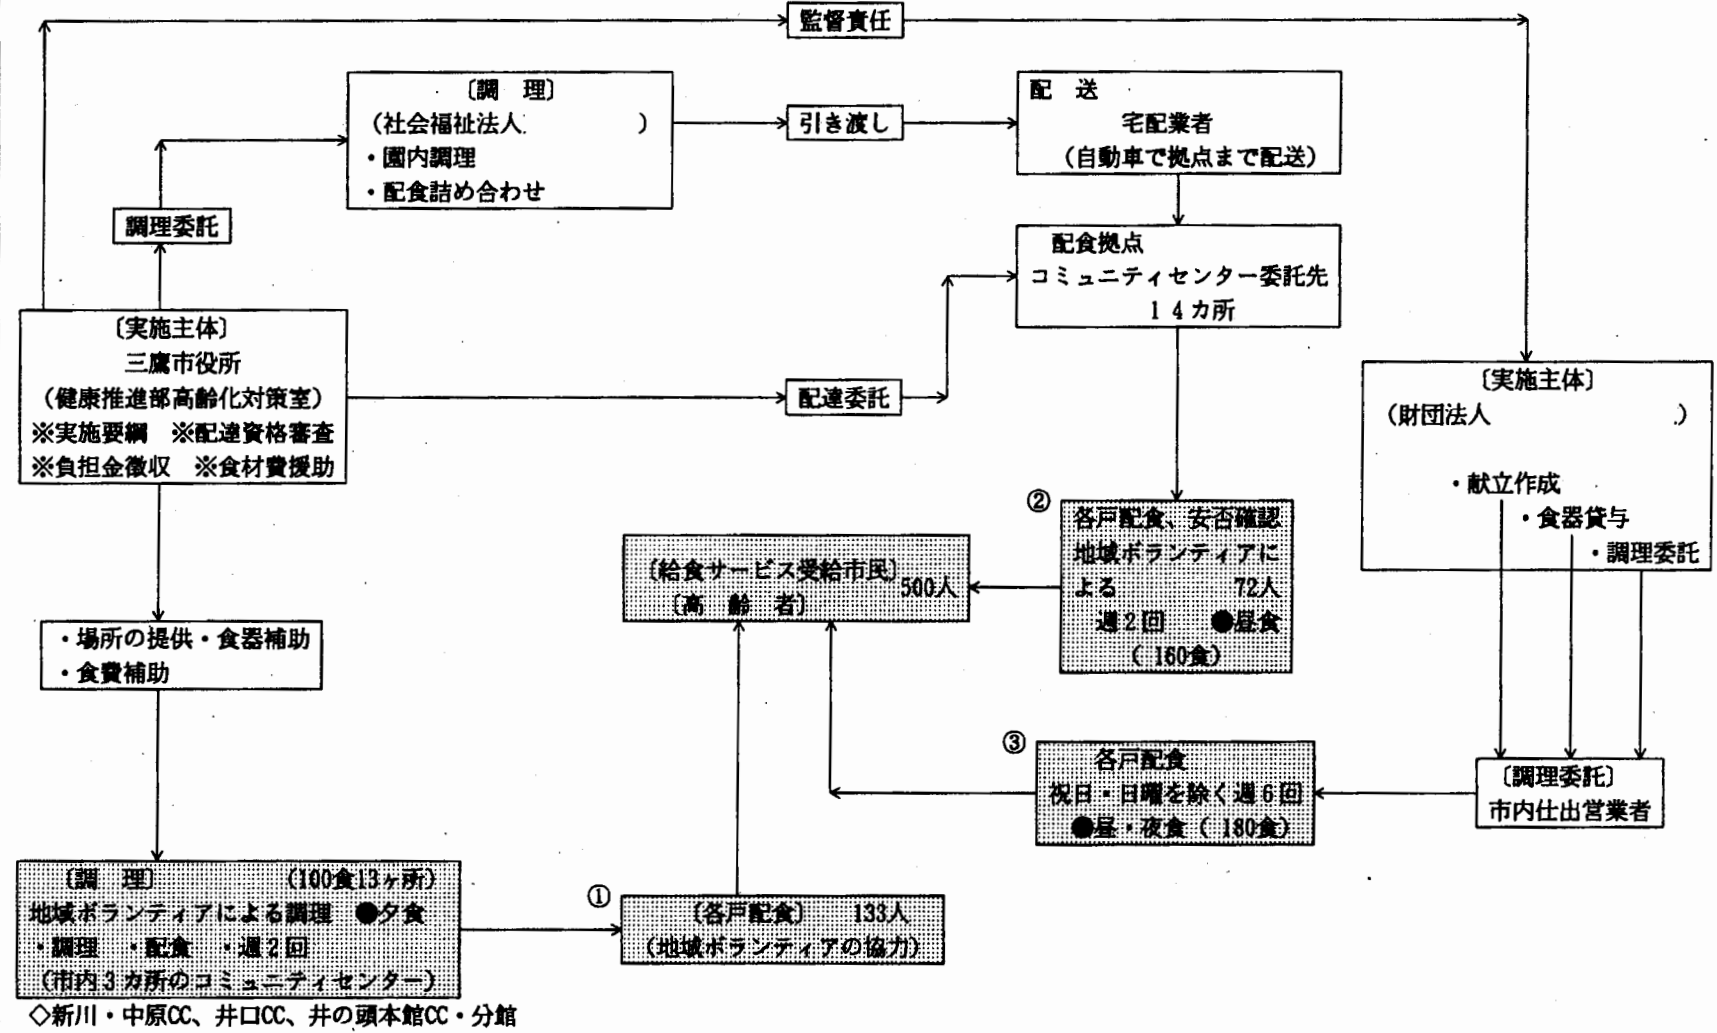 監督責任
〔調　理〕
（社会福祉法人　　　　　）
・園内調理
・配食詰め合わせ
引き渡し
配　送
宅配業者
（自動車で拠点まで配送）
調理委託
配食拠点
コミュニティセンター委託先
１４カ所
〔実施主体〕
三鷹市役所
（健康推進部高齢化対策室）
※実施要綱　※配達資格審査
※負担金徴収　※食材費援助
配達委託
〔実施主体〕
（財団法人　　　　　　　　）
・献立作成
・食器貸与
・調理委託
②
各戸配食、安否確認
地域ボランティアに
よる　　　　　72人
週２回　　●昼食
（ 160食）
〔給食サービス受給市民〕
500人
〔高　齢　者〕
・場所の提供・食器補助
・食費補助
③
各戸配食
祝日・日曜を除く週６回
●昼・夜食（ 180食）
〔調理委託〕
市内仕出営業者
〔調　理〕　　　　　（100食13ヶ所）
地域ボランティアによる調理　●夕食
・調理　・配食　・週２回
（市内３カ所のコミュニティセンター）
①
〔各戸配食〕　　133人
（地域ボランティアの協力）
◇新川・中原CC、井口CC、井の頭本館CC・分館